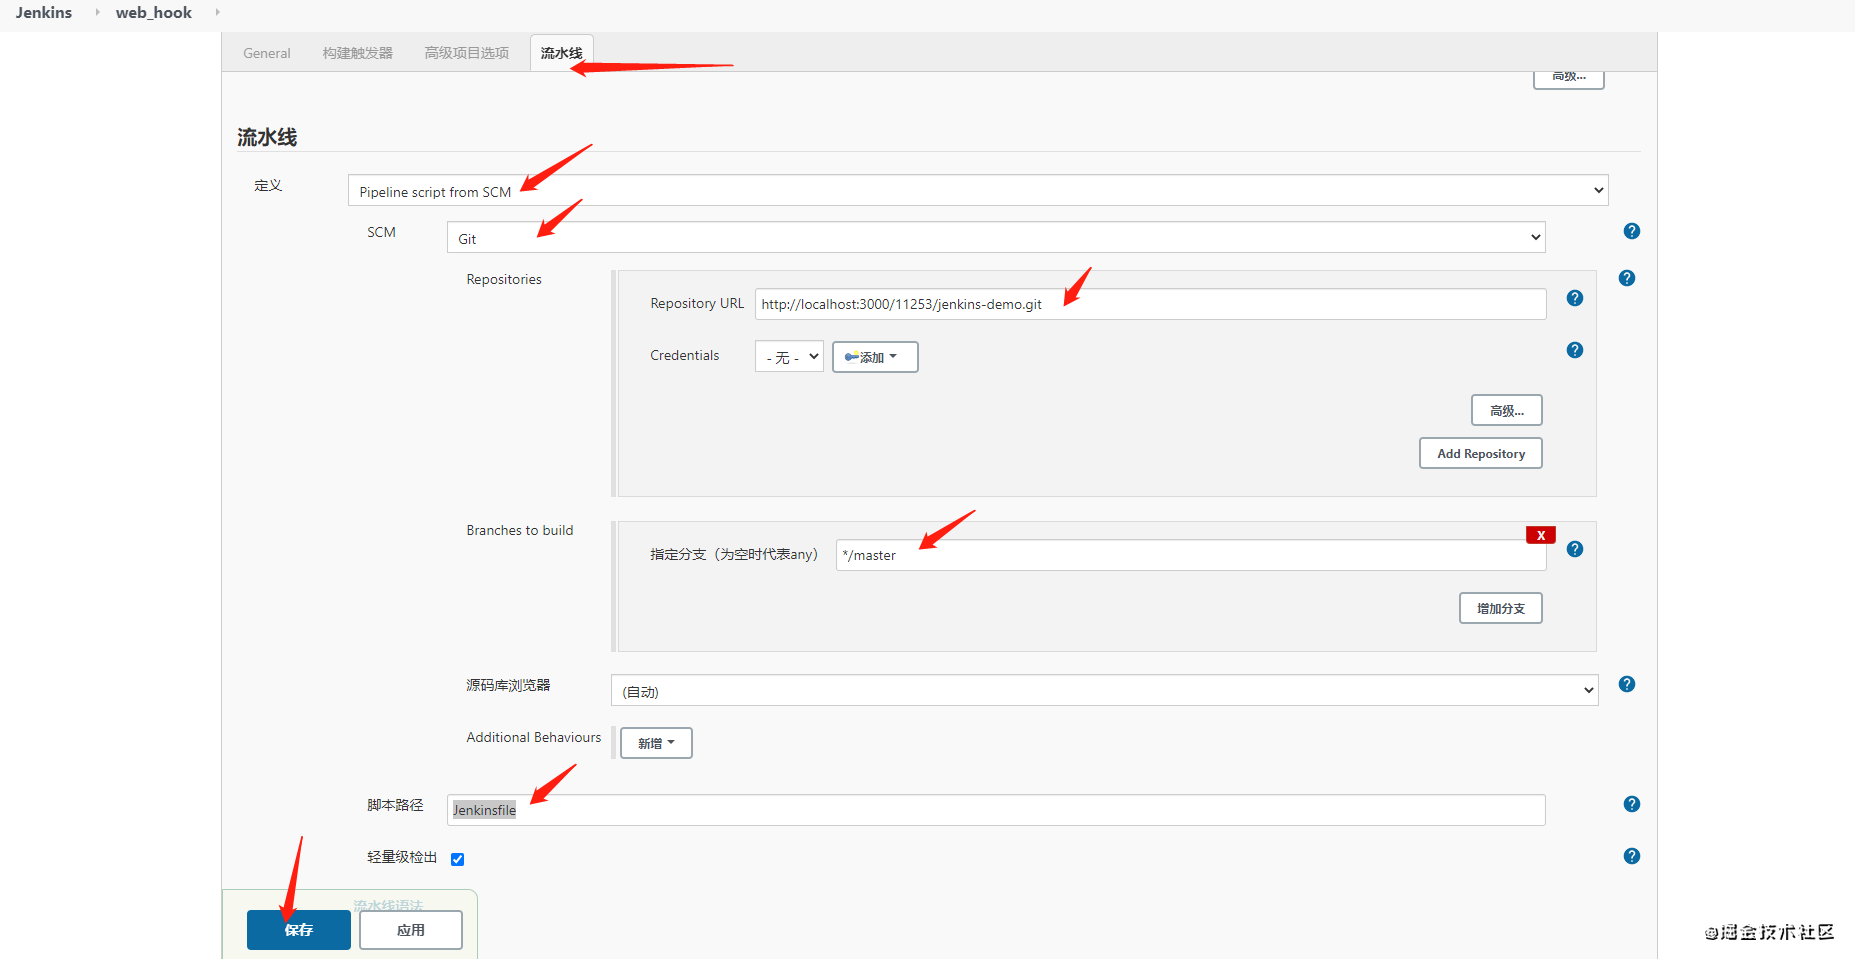 Jenkins web_hook
General 构建触发器 高级项目选项 流水线
高级...
流水线
定义 Pipeline script from SCM
SCM Git
Repositories
Repository URL http://localhost:3000/11253/jenkins-demo.git
Credentials - 无 - 添加
高级...
Add Repository
Branches to build
X
指定分支（为空时代表any） */master
增加分支
源码库浏览器 (自动)
Additional Behaviours 新增
脚本路径 Jenkinsfile
轻量级检出
流水线语法
保存 应用
@掘金技术社区